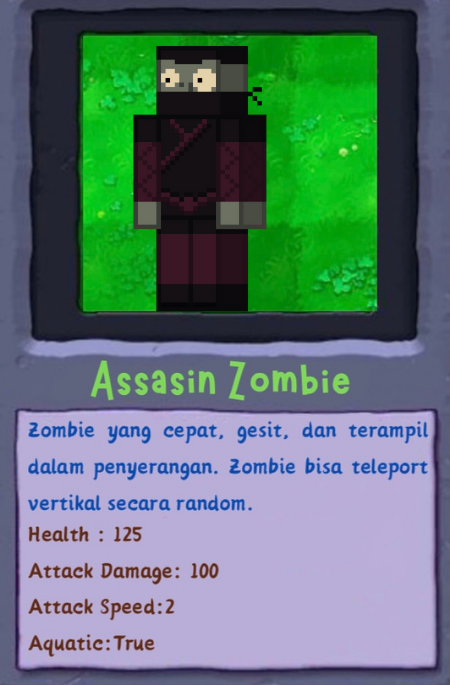 Assasin Zombie
Zombie yang cepat, gesit, dan terampil
dalam penyerangan. Zombie bisa teleport
vertikal secara random.
Health : 125
Attack Damage: 100
Attack Speed:2
Aquatic:True